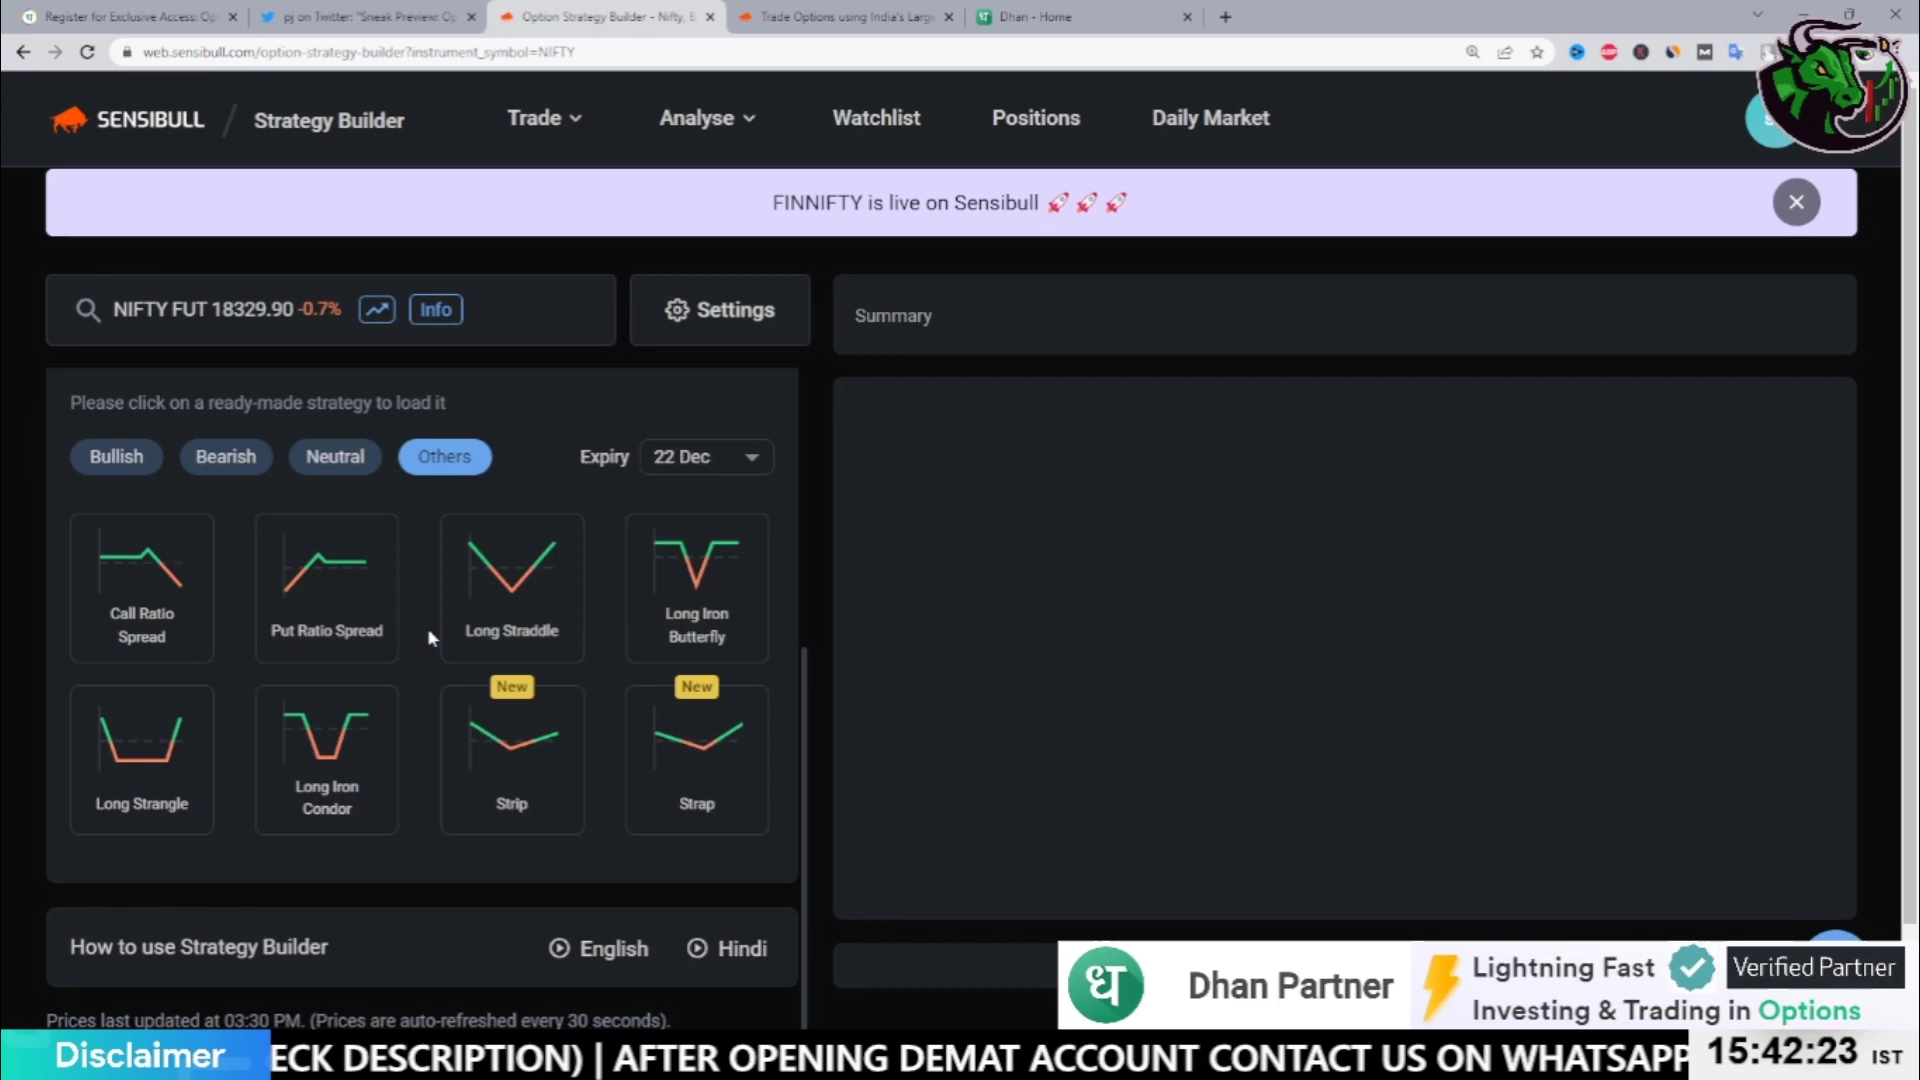 Register for Exclusive Access: Op
pj on Twitter: "Sneak Preview: Op
Option Strategy Builder - Nifty, B
Trade Options using India's Larg
Dhan - Home
web.sensibull.com/option-strategy-builder?instrument_symbol=NIFTY
SENSIBULL / Strategy Builder
Trade
Analyse
Watchlist
Positions
Daily Market
FINNIFTY is live on Sensibull 🚀 🚀 🚀
NIFTY FUT 18329.90 -0.7%
Info
Settings
Summary
Please click on a ready-made strategy to load it
Bullish
Bearish
Neutral
Others
Expiry
22 Dec
Call Ratio
Spread
Put Ratio Spread
Long Straddle
Long Iron
Butterfly
New
New
Long Strangle
Long Iron
Condor
Strip
Strap
How to use Strategy Builder
English
Hindi
Prices last updated at 03:30 PM. (Prices are auto-refreshed every 30 seconds).
ध
Dhan Partner
Lightning Fast
Verified Partner
Investing & Trading in Options
Disclaimer
ECK DESCRIPTION) | AFTER OPENING DEMAT ACCOUNT CONTACT US ON WHATSAPP
15:42:23 IST